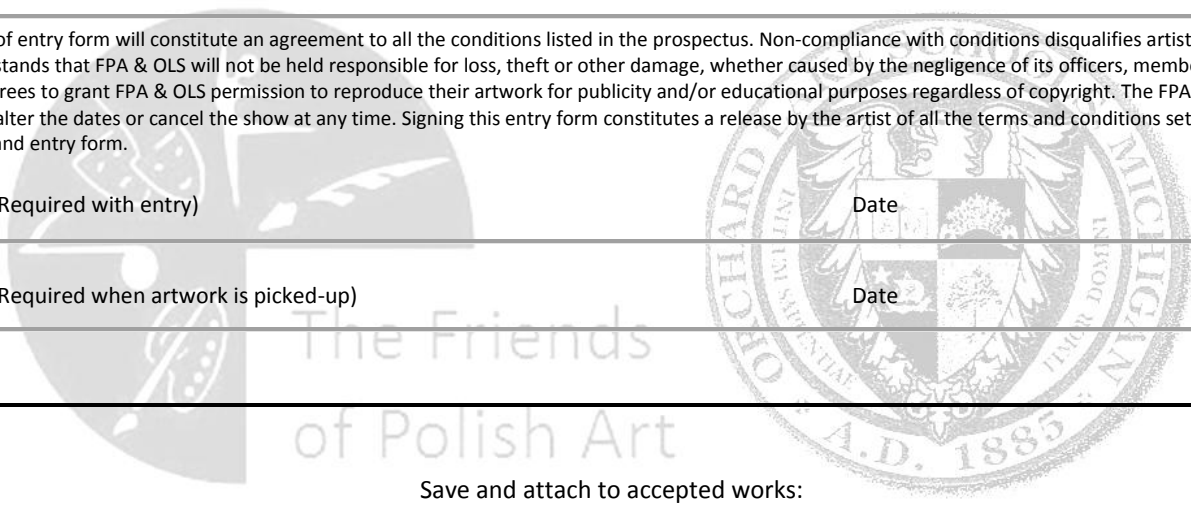 of entry form will constitute an agreement to all the conditions listed in the prospectus. Non-compliance with conditions disqualifies artist
stands that FPA & OLS will not be held responsible for loss, theft or other damage, whether caused by the negligence of its officers, membe
rees to grant FPA & OLS permission to reproduce their artwork for publicity and/or educational purposes regardless of copyright. The FPA
alter the dates or cancel the show at any time. Signing this entry form constitutes a release by the artist of all the terms and conditions set
and entry form.
Required with entry) Date
Required when artwork is picked-up) Date
The Friends
of Polish Art
ORCHARD
MICHIGAN
TIMOR DOMINI
A.D. 1885
Save and attach to accepted works: